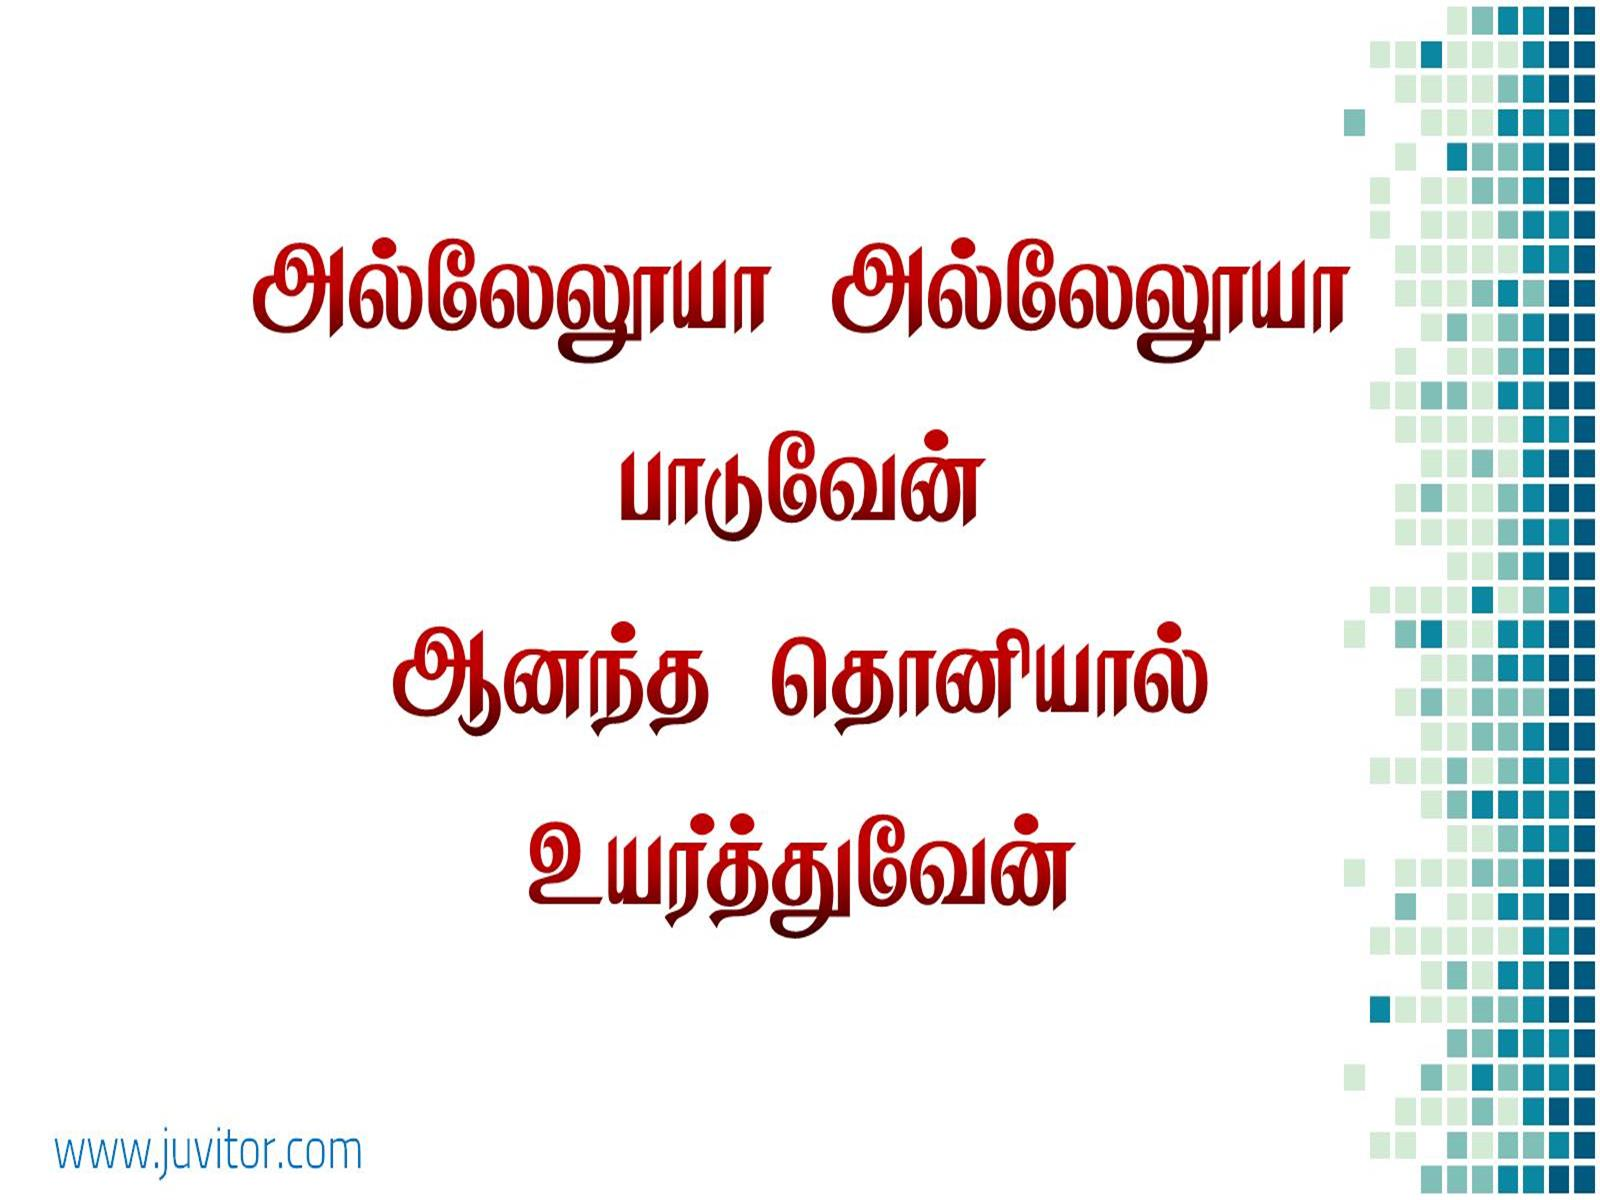 அல்லேலூயா அல்லேலூயா
பாடுவேன்
ஆனந்த தொனியால்
உயர்த்துவேன்
www.juvitor.com